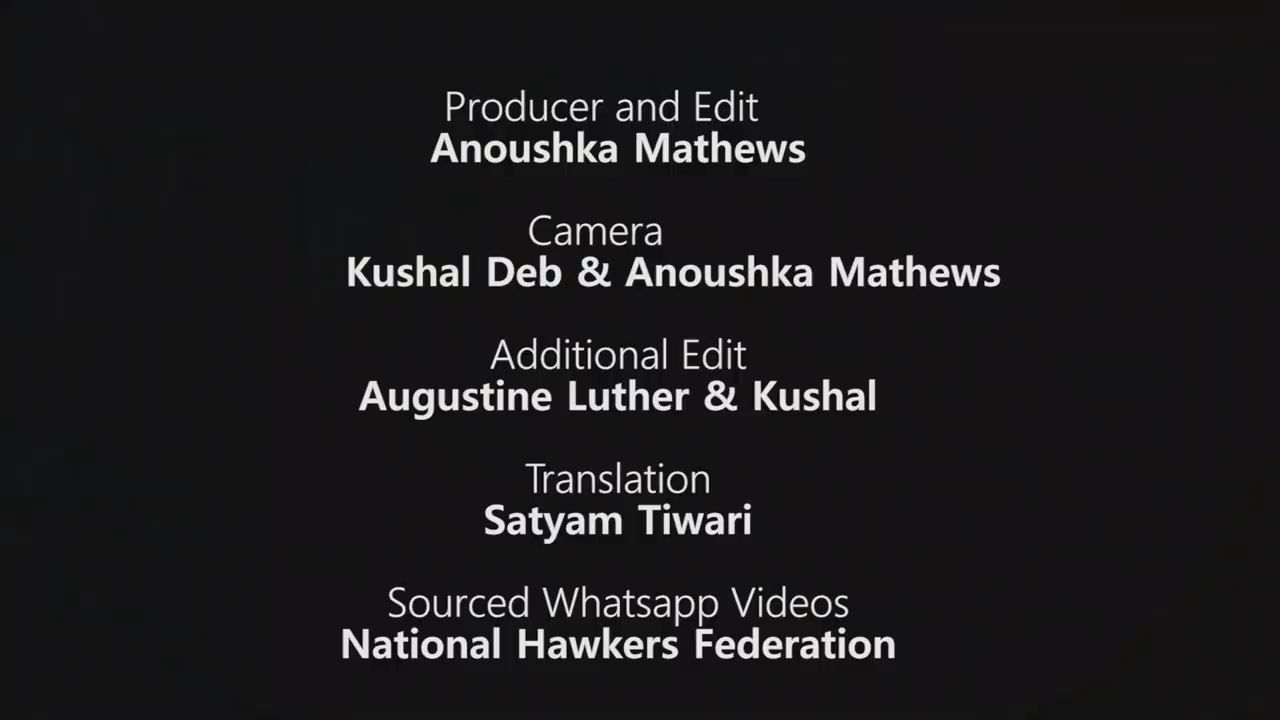 Producer and Edit
Anoushka Mathews
Camera
Kushal Deb & Anoushka Mathews
Additional Edit
Augustine Luther & Kushal
Translation
Satyam Tiwari
Sourced Whatsapp Videos
National Hawkers Federation